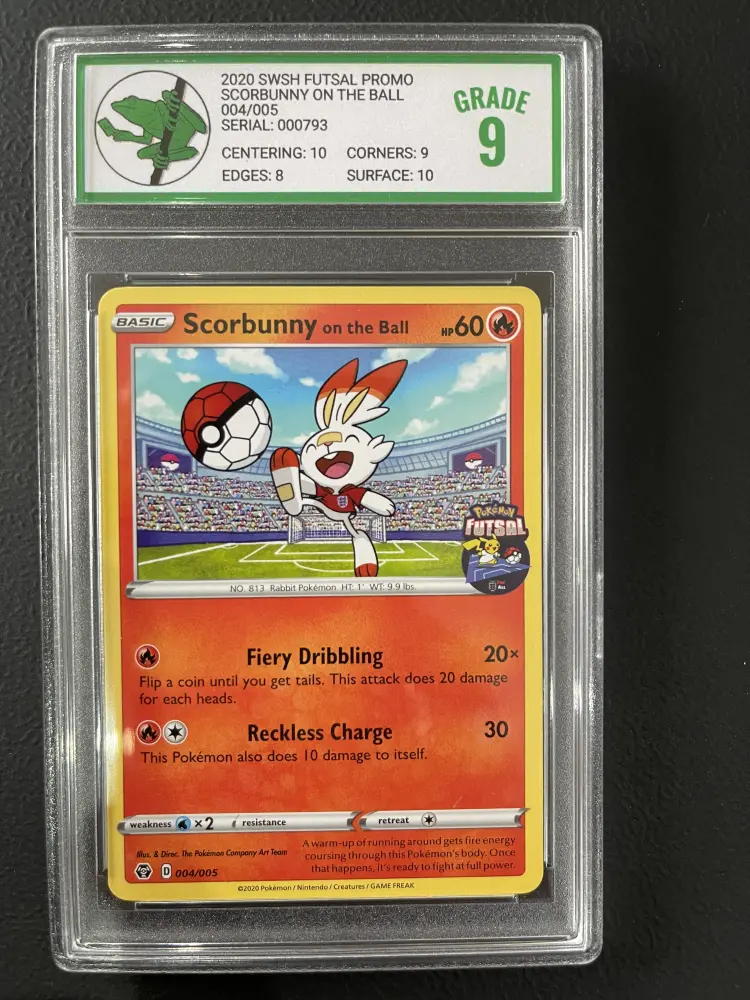 2020 SWSH FUTSAL PROMO
SCORBUNNY ON THE BALL
004/005
SERIAL: 000793
CENTERING: 10 CORNERS: 9
EDGES: 8 SURFACE: 10
GRADE
9
BASIC Scorbunny on the Ball HP60
POKéMON
FUTSAL
NO. 813 Rabbit Pokémon HT: 1' WT: 9.9 lbs.
Fiery Dribbling 20×
Flip a coin until you get tails. This attack does 20 damage
for each heads.
Reckless Charge 30
This Pokémon also does 10 damage to itself.
weakness ×2 resistance retreat
Illus. & Direc. The Pokémon Company Art Team
A warm-up of running around gets fire energy
coursing through this Pokémon's body. Once
that happens, it's ready to fight at full power.
D 004/005
©2020 Pokémon / Nintendo / Creatures / GAME FREAK